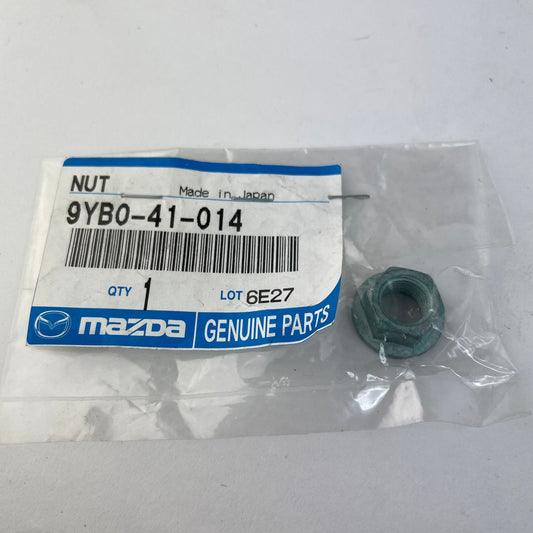 NUT
Made in Japan
9YB0-41-014
QTY 1
LOT 6E27
mazda GENUINE PARTS